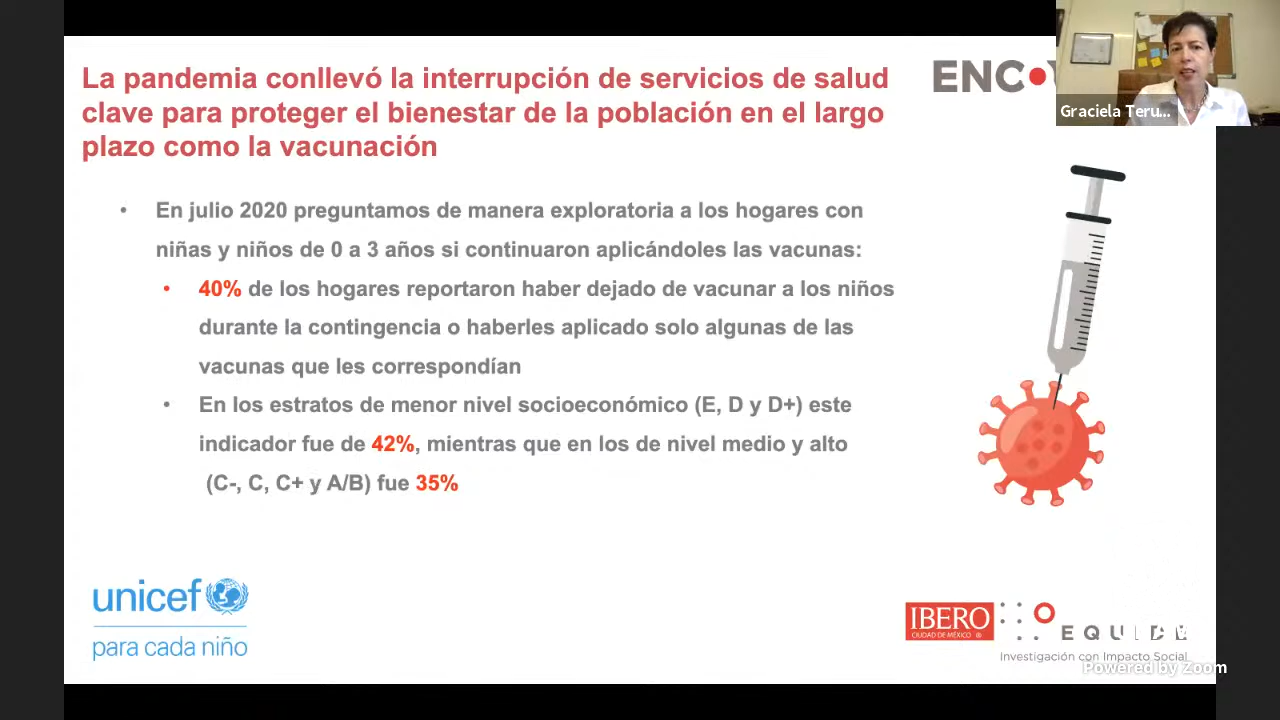 La pandemia conllevó la interrupción de servicios de salud
clave para proteger el bienestar de la población en el largo
plazo como la vacunación
Graciela Teru...
• En julio 2020 preguntamos de manera exploratoria a los hogares con
niñas y niños de 0 a 3 años si continuaron aplicándoles las vacunas:
• 40% de los hogares reportaron haber dejado de vacunar a los niños
durante la contingencia o haberles aplicado solo algunas de las
vacunas que les correspondían
• En los estratos de menor nivel socioeconómico (E, D y D+) este
indicador fue de 42%, mientras que en los de nivel medio y alto
(C-, C, C+ y A/B) fue 35%
unicef
para cada niño
IBERO
CIUDAD DE MÉXICO ®
Investigación con Impacto Social
Powered by Zoom